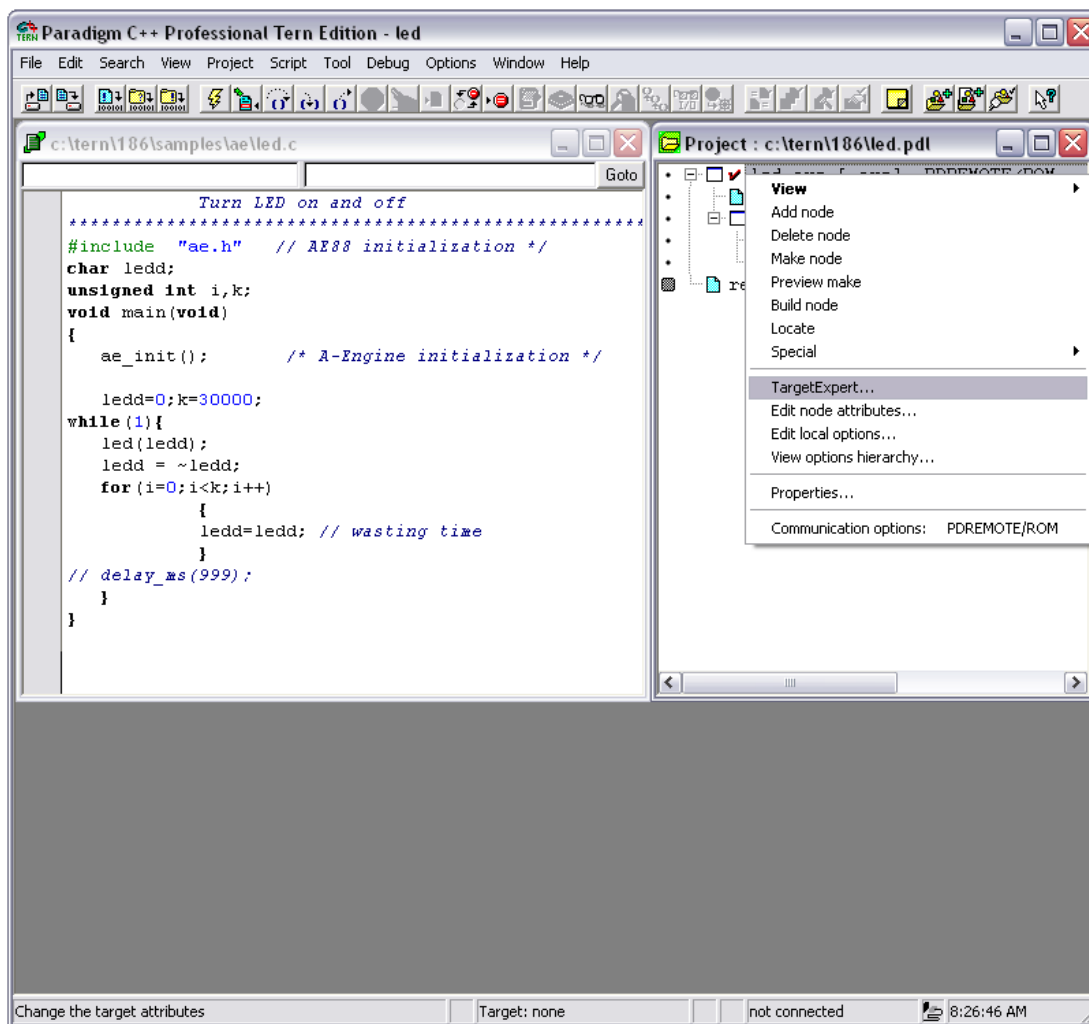 Paradigm C++ Professional Tern Edition - led
File Edit Search View Project Script Tool Debug Options Window Help
c:\tern\186\samples\ae\led.c
Goto
Turn LED on and off
******************************************************
#include "ae.h" // AE88 initialization */
char ledd;
unsigned int i,k;
void main(void)
{
ae_init(); /* A-Engine initialization */
ledd=0;k=30000;
while(1){
led(ledd);
ledd = ~ledd;
for(i=0;i<k;i++)
{
ledd=ledd; // wasting time
}
// delay_ms(999);
}
}
Project : c:\tern\186\led.pdl
re
View
Add node
Delete node
Make node
Preview make
Build node
Locate
Special
TargetExpert...
Edit node attributes...
Edit local options...
View options hierarchy...
Properties...
Communication options: PDREMOTE/ROM
Change the target attributes
Target: none
not connected
8:26:46 AM